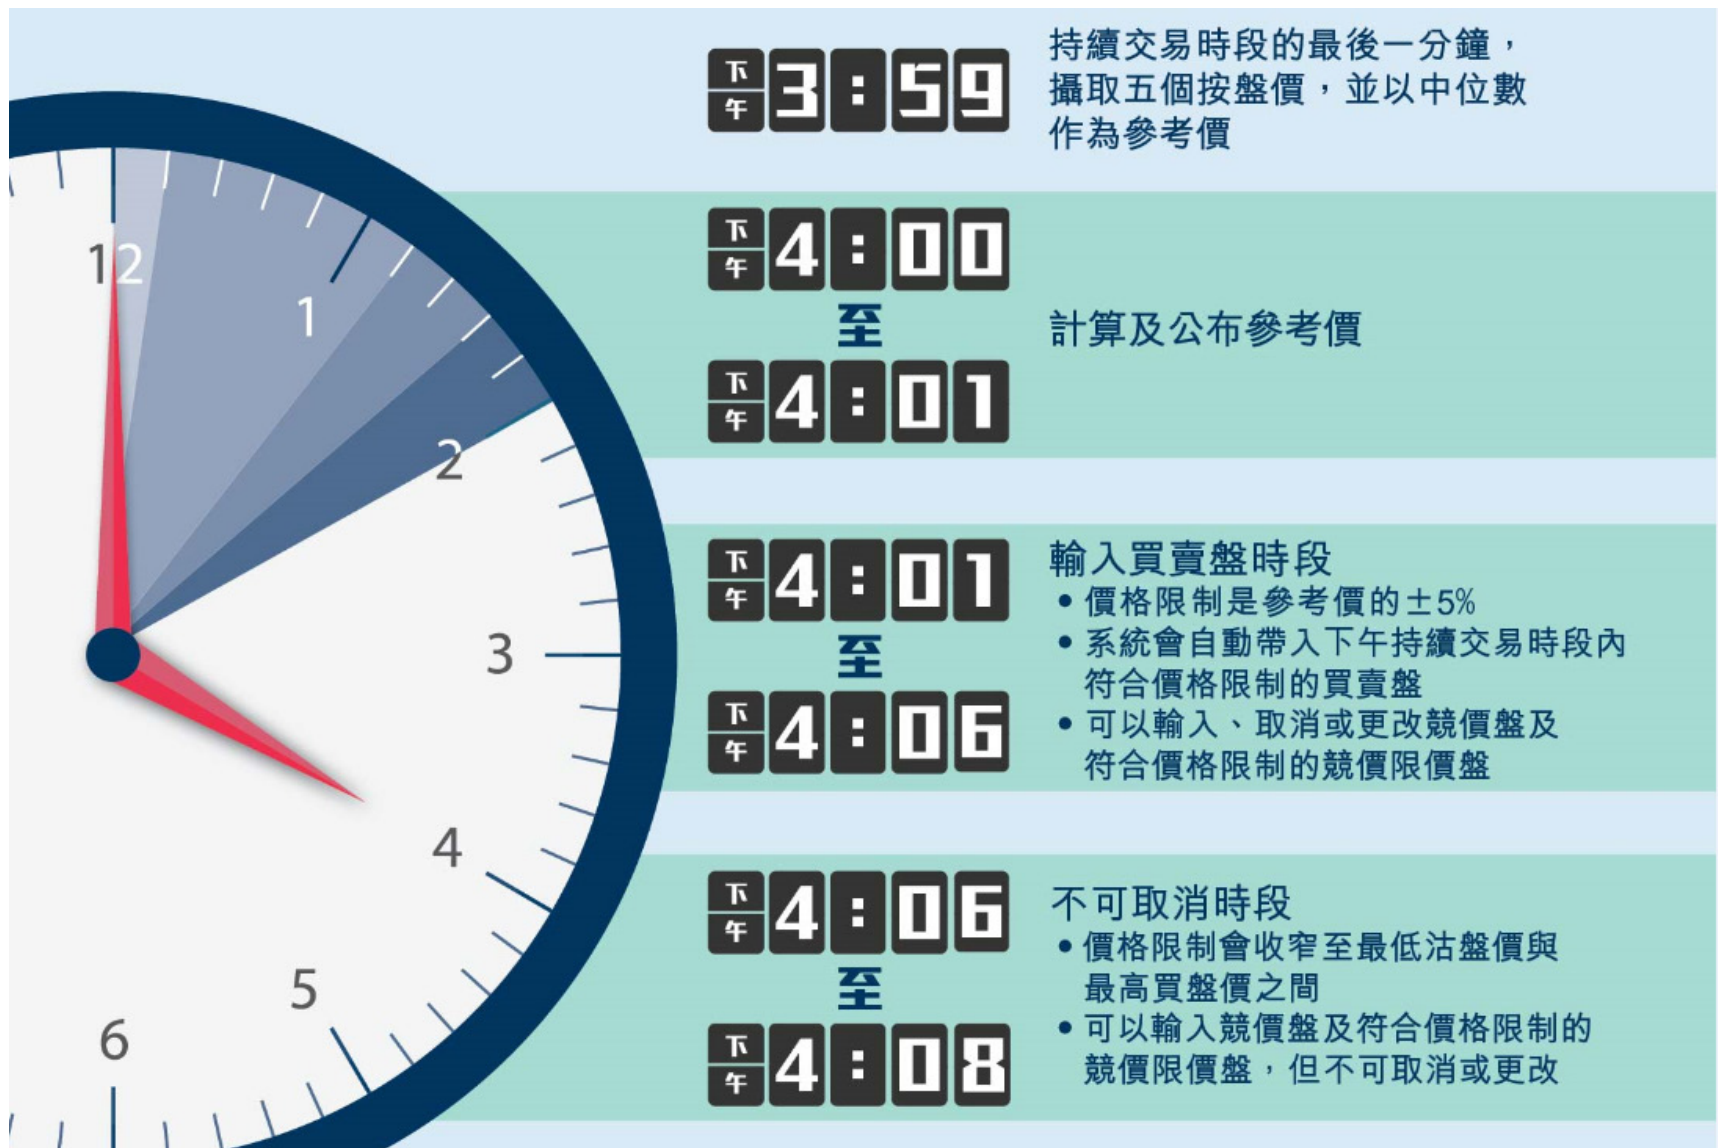 下午 3:59
持續交易時段的最後一分鐘，
攝取五個按盤價，並以中位數
作為參考價
下午 4:00
至
下午 4:01
計算及公布參考價
下午 4:01
至
下午 4:06
輸入買賣盤時段
• 價格限制是參考價的±5%
• 系統會自動帶入下午持續交易時段內
符合價格限制的買賣盤
• 可以輸入、取消或更改競價盤及
符合價格限制的競價限價盤
下午 4:06
至
下午 4:08
不可取消時段
• 價格限制會收窄至最低沽盤價與
最高買盤價之間
• 可以輸入競價盤及符合價格限制的
競價限價盤，但不可取消或更改
12
1
2
3
4
5
6